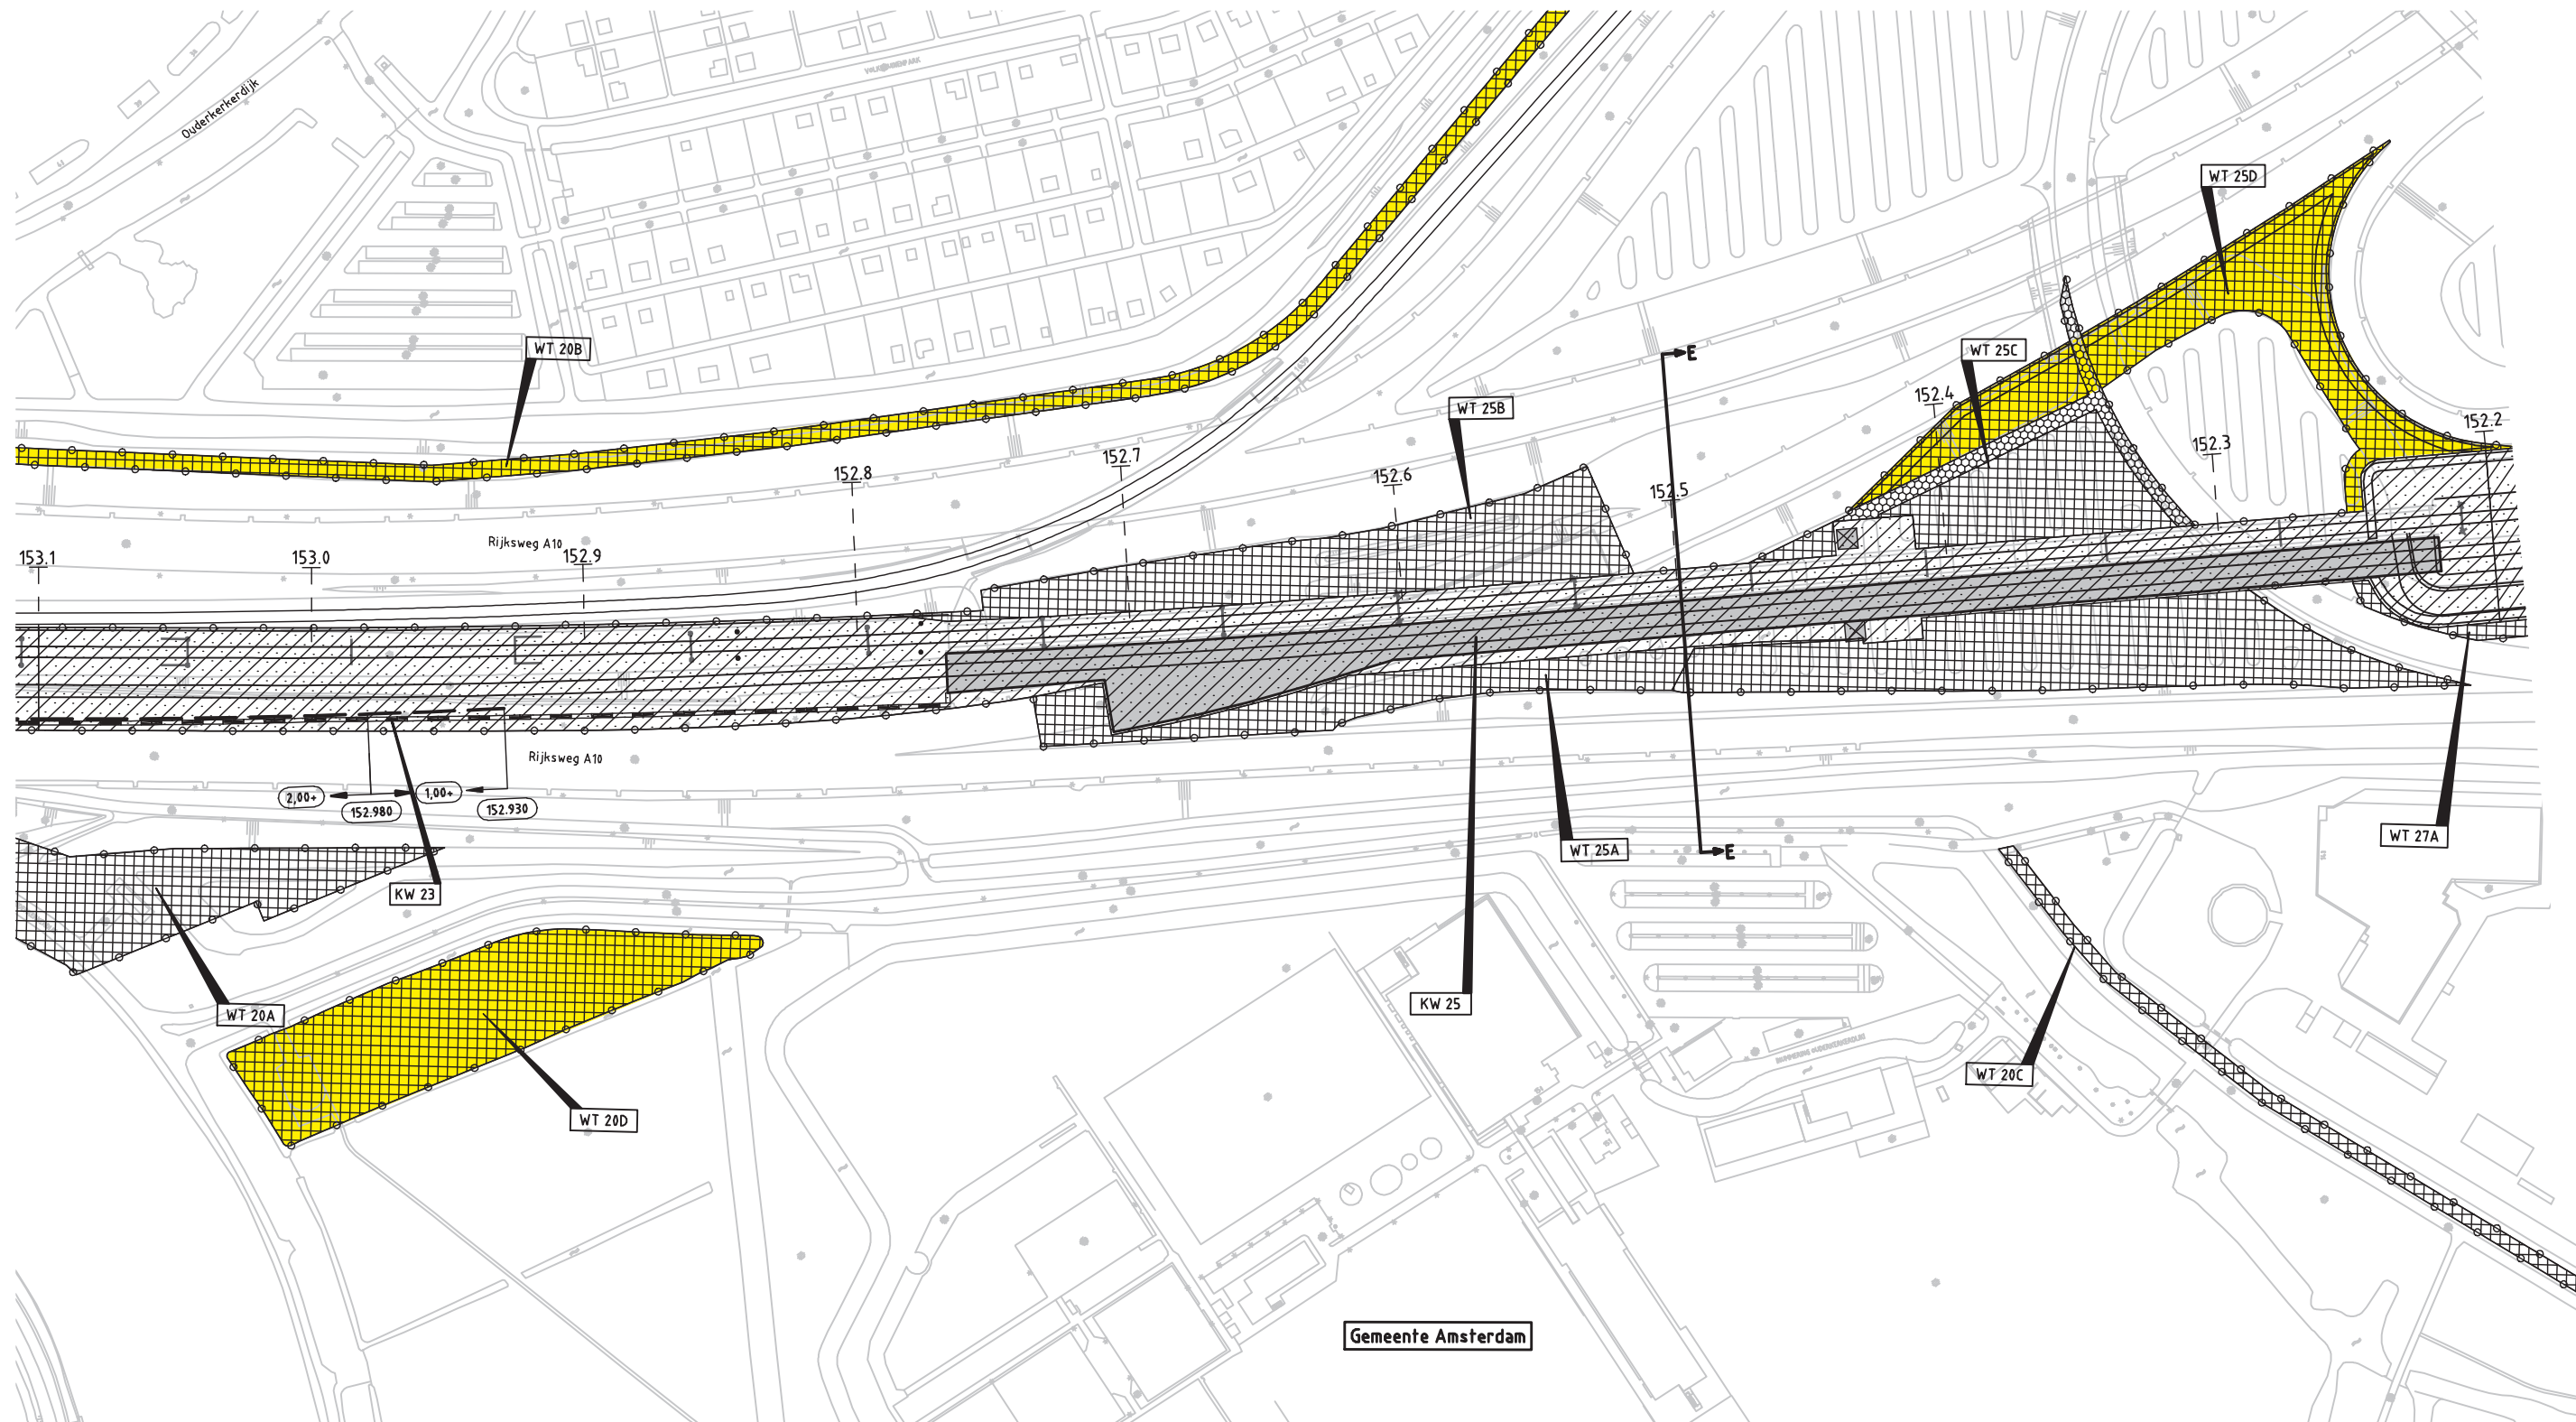 Ouderkerkerdijk
VOLKSTUINENPARK
WT 20B
WT 25B
WT 25C
WT 25D
E
152.4
152.3
152.2
152.5
152.6
152.7
152.8
Rijksweg A10
153.1
153.0
152.9
Rijksweg A10
2,00+
152.980
1,00+
152.930
KW 23
WT 20A
WT 20D
KW 25
WT 25A
E
WT 27A
WT 20C
Gemeente Amsterdam